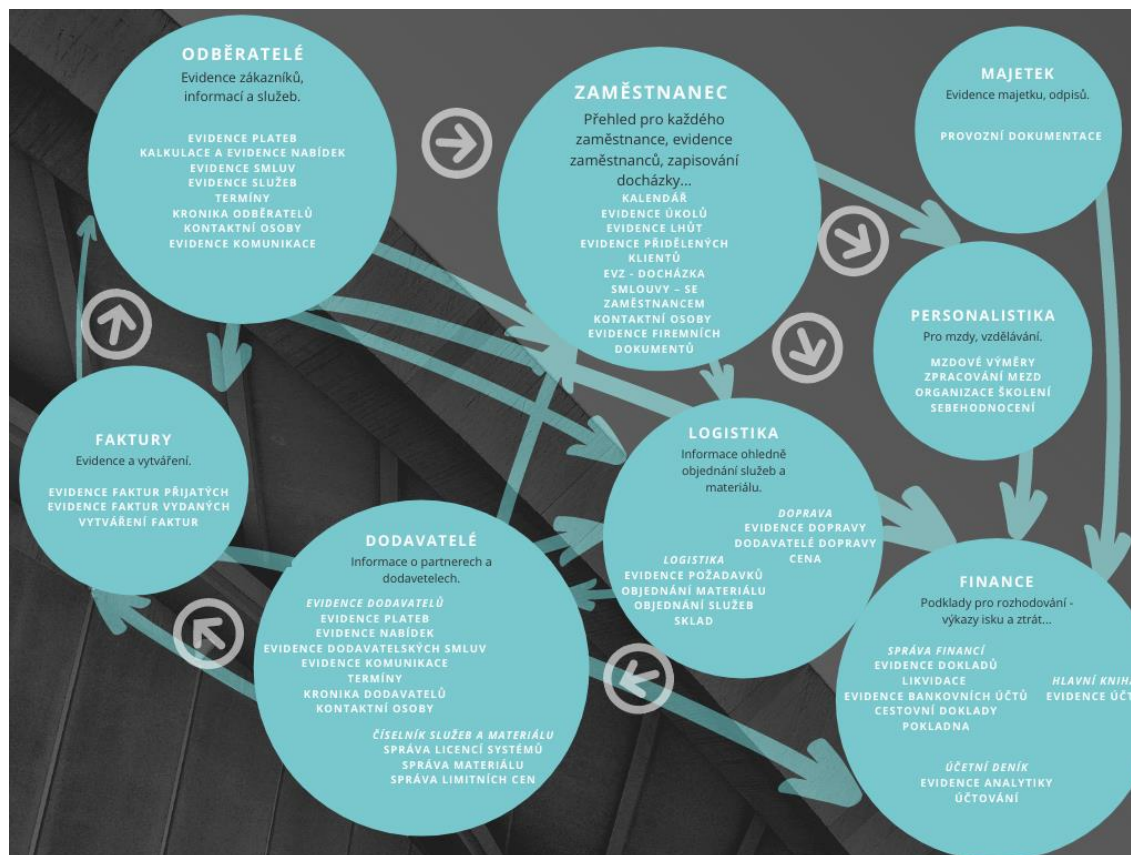 ODBĚRATELÉ
Evidence zákazníků,
informací a služeb.
EVIDENCE PLATEB
KALKULACE A EVIDENCE NABÍDEK
EVIDENCE SMLUV
EVIDENCE SLUŽEB
TERMÍNY
KRONIKA ODBĚRATELŮ
KONTAKTNÍ OSOBY
EVIDENCE KOMUNIKACE
ZAMĚSTNANEC
Přehled pro každého
zaměstnance, evidence
zaměstnanců, zapisování
docházky...
KALENDÁŘ
EVIDENCE ÚKOLŮ
EVIDENCE LHŮT
EVIDENCE PŘIDĚLENÝCH
KLIENTŮ
EVZ - DOCHÁZKA
SMLOUVY – SE
ZAMĚSTNANCEM
KONTAKTNÍ OSOBY
EVIDENCE FIREMNÍCH
DOKUMENTŮ
MAJETEK
Evidence majetku, odpisů.
PROVOZNÍ DOKUMENTACE
PERSONALISTIKA
Pro mzdy, vzdělávání.
MZDOVÉ VÝMĚRY
ZPRACOVÁNÍ MEZD
ORGANIZACE ŠKOLENÍ
SEBEHODNOCENÍ
FAKTURY
Evidence a vytváření.
EVIDENCE FAKTUR PŘIJATÝCH
EVIDENCE FAKTUR VYDANÝCH
VYTVÁŘENÍ FAKTUR
LOGISTIKA
Informace ohledně
objednání služeb a
materiálu.
DOPRAVA
EVIDENCE DOPRAVY
DODAVATELÉ DOPRAVY
CENA
LOGISTIKA
EVIDENCE POŽADAVKŮ
OBJEDNÁNÍ MATERIÁLU
OBJEDNÁNÍ SLUŽEB
SKLAD
DODAVATELÉ
Informace o partnerech a
dodavetelech.
EVIDENCE DODAVATELŮ
EVIDENCE PLATEB
EVIDENCE NABÍDEK
EVIDENCE DODAVATELSKÝCH SMLUV
EVIDENCE KOMUNIKACE
TERMÍNY
KRONIKA DODAVATELŮ
KONTAKTNÍ OSOBY
ČÍSELNÍK SLUŽEB A MATERIÁLU
SPRÁVA LICENCÍ SYSTÉMŮ
SPRÁVA MATERIÁLU
SPRÁVA LIMITNÍCH CEN
FINANCE
Podklady pro rozhodování -
výkazy isku a ztrát...
SPRÁVA FINANCÍ
EVIDENCE DOKLADŮ
LIKVIDACE
EVIDENCE BANKOVNÍCH ÚČTŮ
CESTOVNÍ DOKLADY
POKLADNA
HLAVNÍ
EVIDENCE
ÚČETNÍ DENÍK
EVIDENCE ANALYTIKY
ÚČTOVÁNÍ